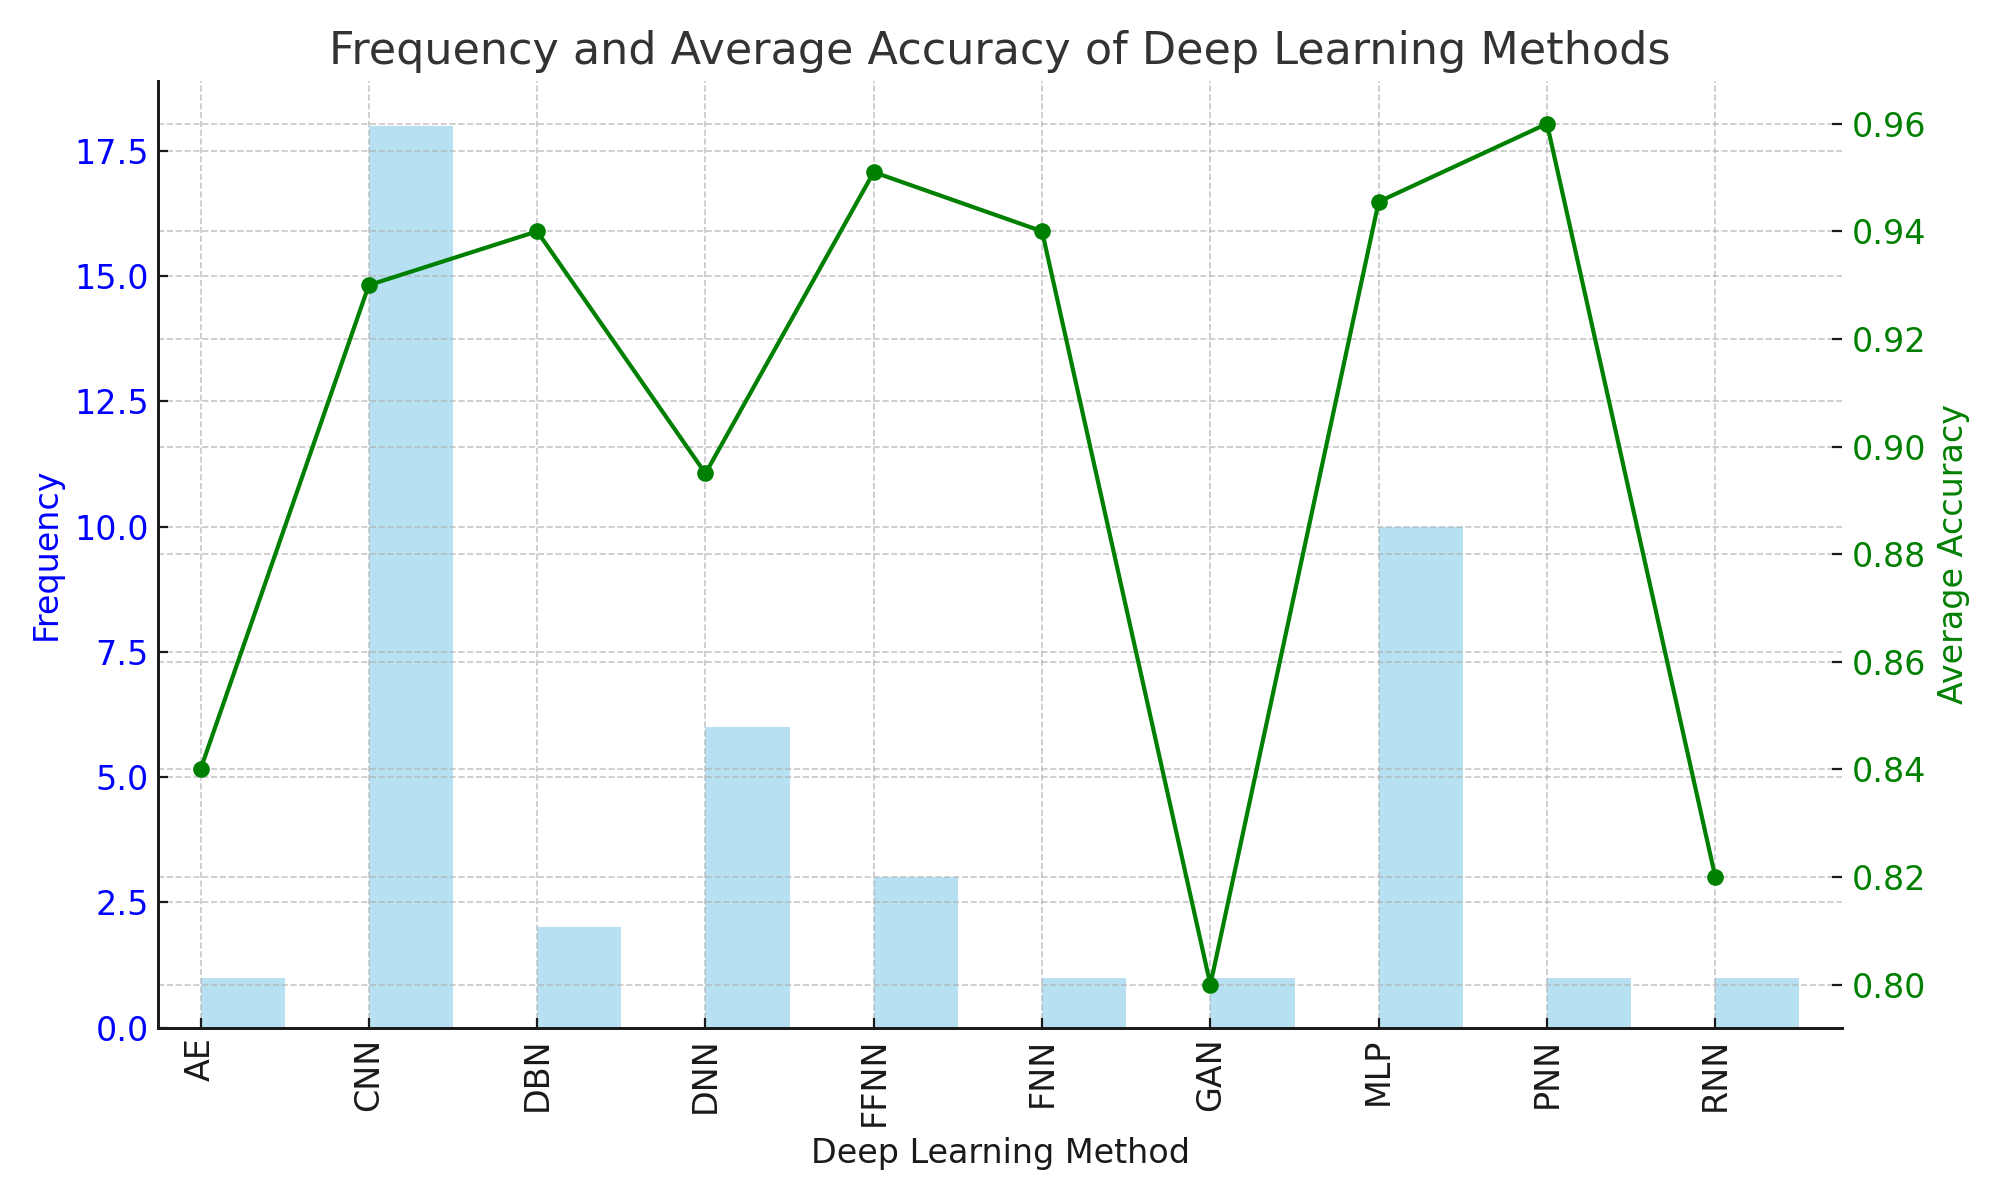 Frequency and Average Accuracy of Deep Learning Methods
Frequency
17.5
15.0
12.5
10.0
7.5
5.0
2.5
0.0
0.96
0.94
0.92
0.90
0.88
0.86
0.84
0.82
0.80
Average Accuracy
AE
CNN
DBN
DNN
FFNN
FNN
GAN
MLP
PNN
RNN
Deep Learning Method